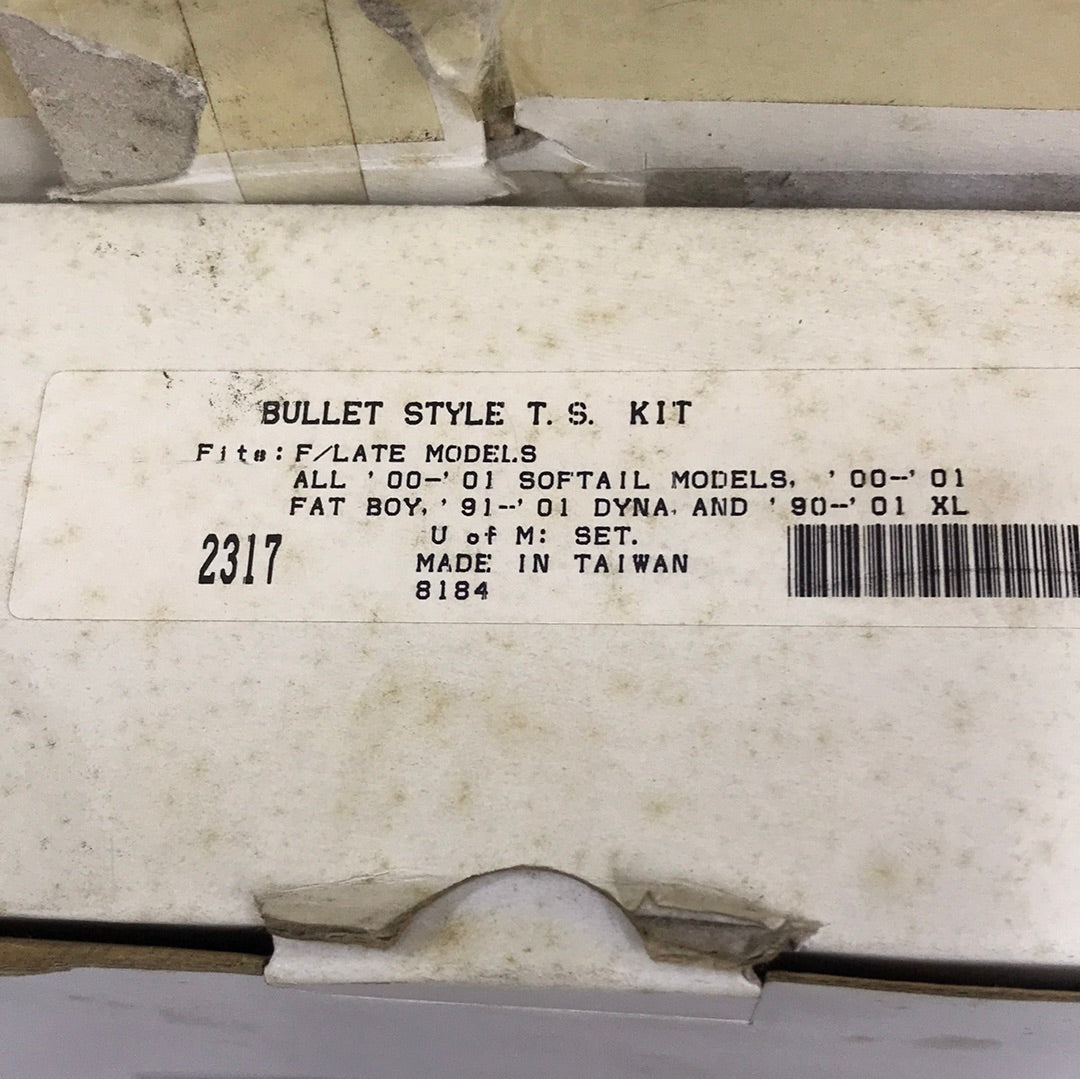 BULLET STYLE T. S. KIT
Fits: F/LATE MODELS
ALL '00-'01 SOFTAIL MODELS, '00-'01
FAT BOY, '91-'01 DYNA, AND '90-'01 XL
U of M: SET.
2317
MADE IN TAIWAN
8184